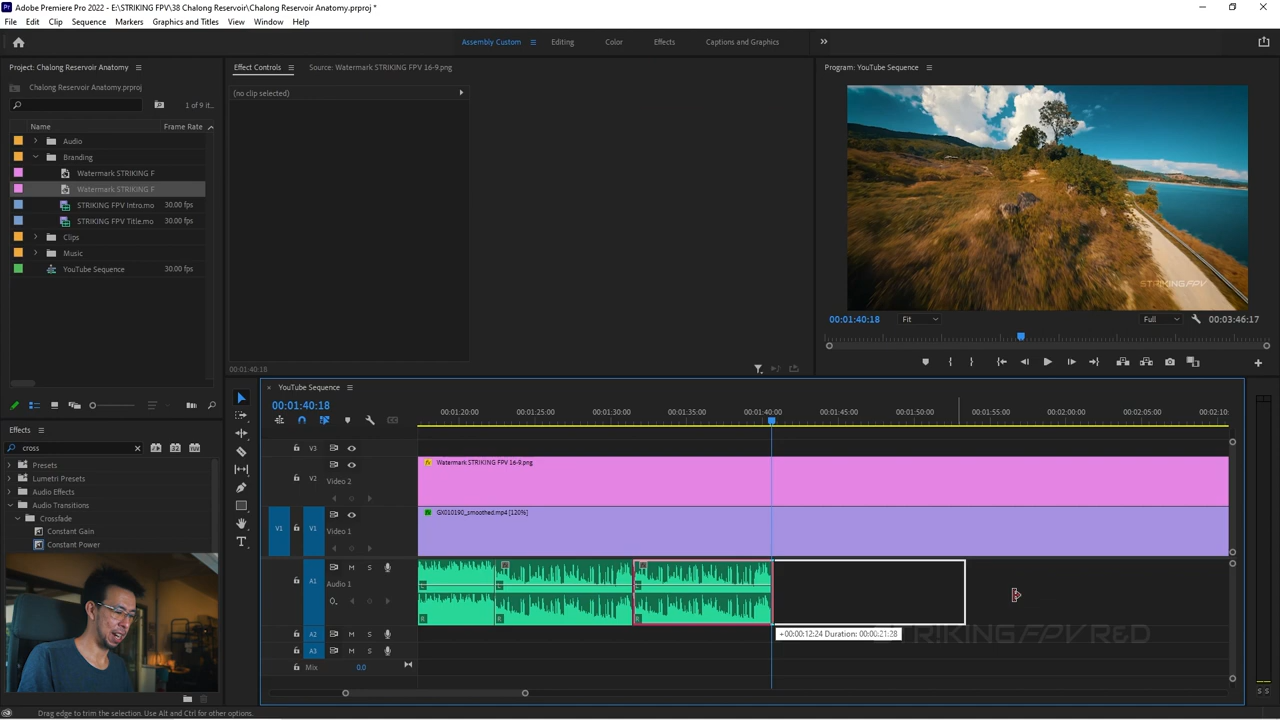 Adobe Premiere Pro 2022 - E:\STRIKING FPV\38 Chalong Reservoir\Chalong Reservoir Anatomy.prproj *
File Edit Clip Sequence Markers Graphics and Titles View Window Help
Assembly Custom Editing Color Effects Captions and Graphics
Project: Chalong Reservoir Anatomy
Chalong Reservoir Anatomy.prproj
1 of 9 it...
Name Frame Rate
Audio
Branding
Watermark STRIKING F
Watermark STRIKING F
STRIKING FPV Intro.mo 30.00 fps
STRIKING FPV Title.mo 30.00 fps
Clips
Music
YouTube Sequence 30.00 fps
Effect Controls Source: Watermark STRIKING FPV 16-9.png
(no clip selected)
00:01:40:18
Program: YouTube Sequence
STRIKING FPV
00:01:40:18 Fit Full 00:03:46:17
Effects
cross
Presets
Lumetri Presets
Audio Effects
Audio Transitions
Crossfade
Constant Gain
Constant Power
YouTube Sequence
00:01:40:18
00:01:20:00 00:01:25:00 00:01:30:00 00:01:35:00 00:01:40:00 00:01:45:00 00:01:50:00 00:01:55:00 00:02:00:00 00:02:05:00 00:02:10:
V3
V2 Video 2
Watermark STRIKING FPV 16-9.png
V1 V1 Video 1
GX010190_smoothed.mp4 [120%]
A1 M S
Audio 1
L L L
R R R
A2 M S
A3 M S
Mix 0.0
+00:00:12:24 Duration: 00:00:21:28
STRIKING FPV R&D
S S
Drag edge to trim the selection. Use Alt and Ctrl for other options.